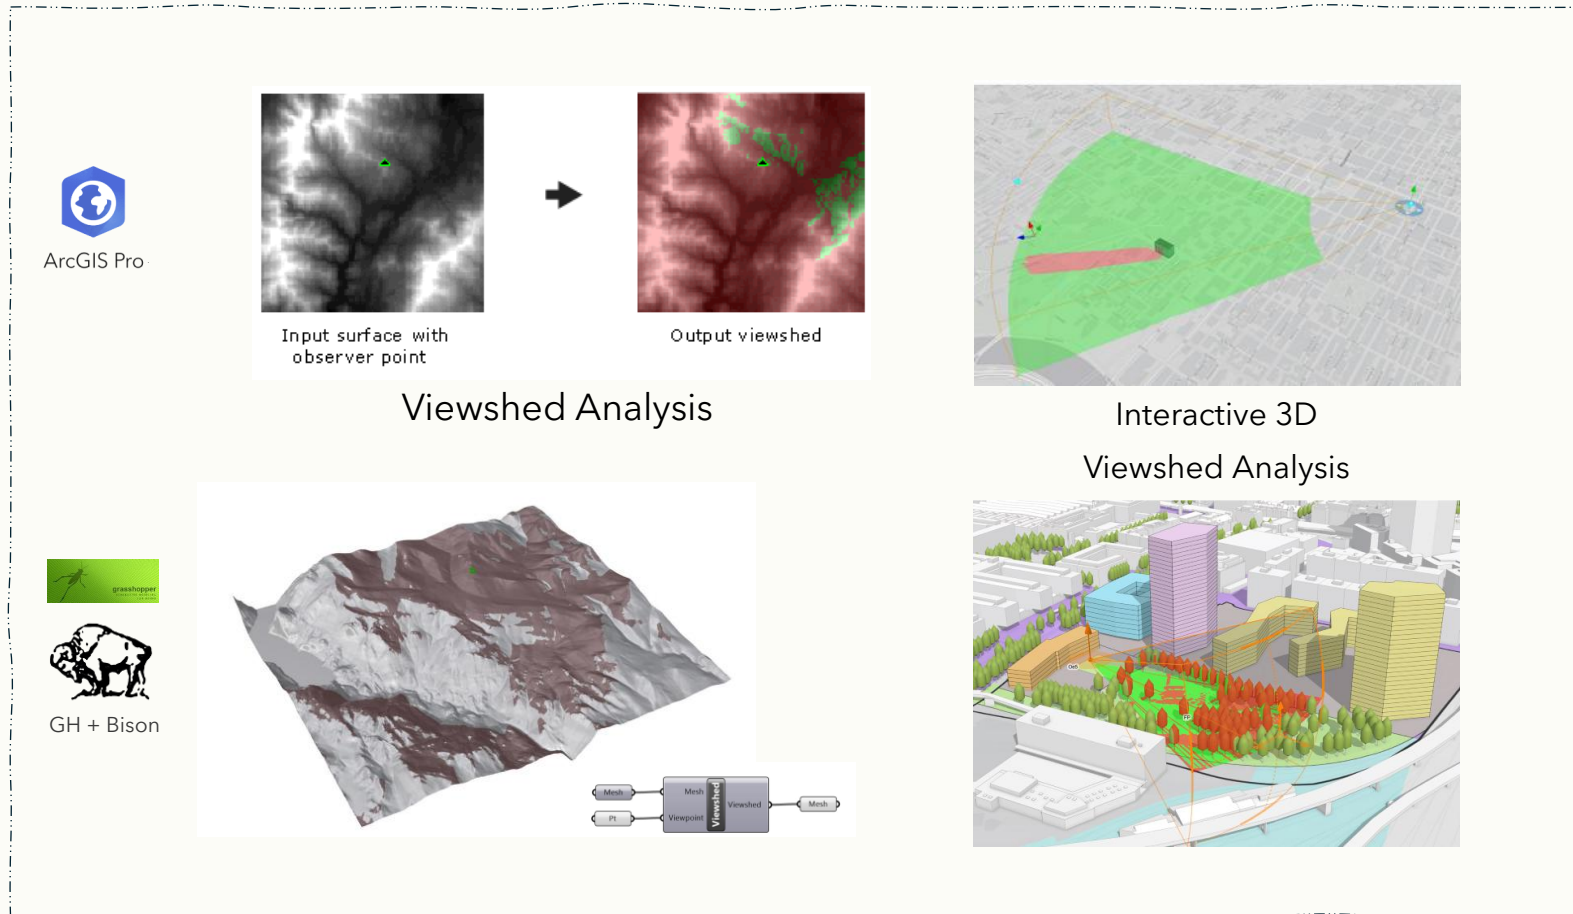 ArcGIS Pro
Input surface with
observer point
Output viewshed
Viewshed Analysis
Interactive 3D
Viewshed Analysis
grasshopper
GH + Bison
Mesh
Pt
Mesh
Viewpoint
Viewshed
Viewshed
Mesh